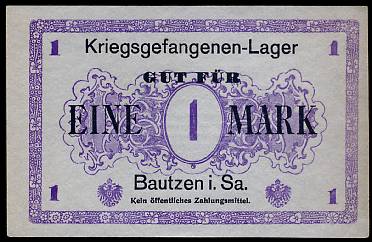 1 1
Kriegsgefangenen-Lager
GUT FÜR
EINE 1 MARK
Bautzen i. Sa.
1 1
Kein öffentliches Zahlungsmittel.